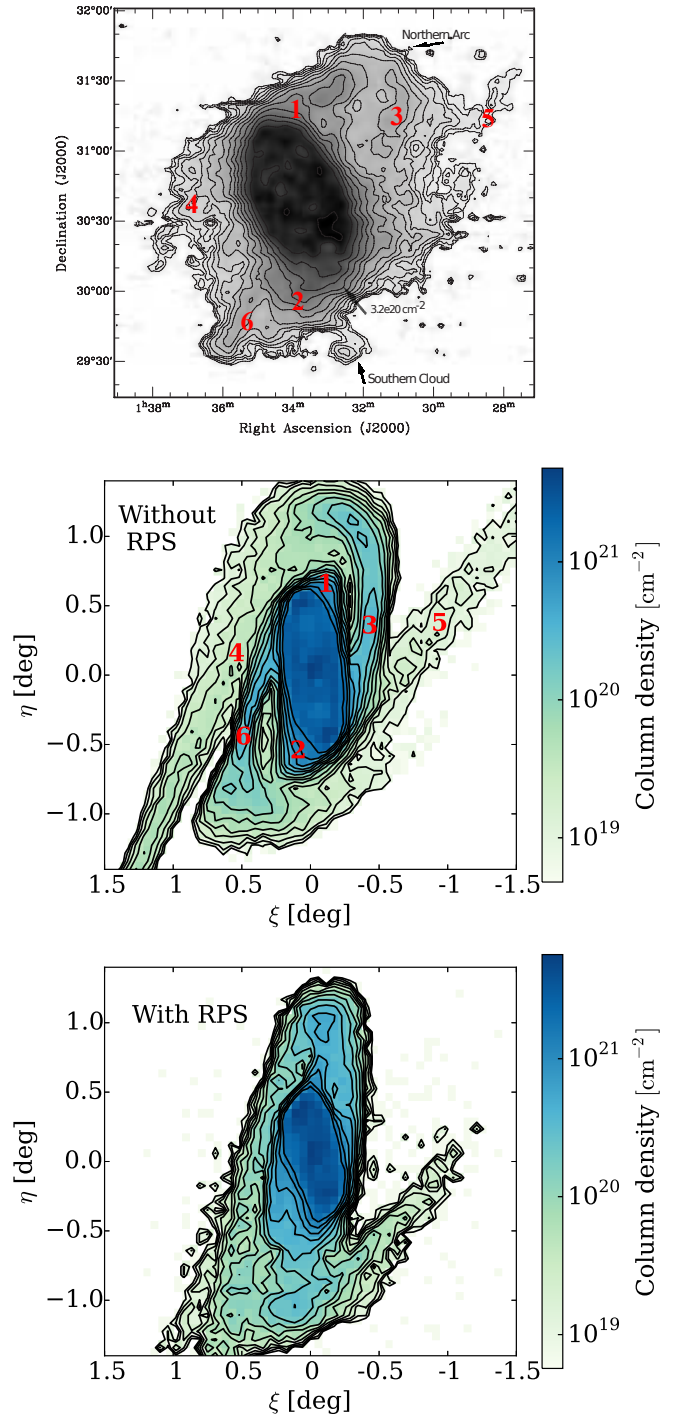 32°00'
Northern Arc
31°30'
1
3
5
31°00'
4
30°30'
30°00'
2
6
3.2e20 cm⁻²
29°30'
Southern Cloud
1ʰ38ᵐ 36 34 32 30ᵐ 28ᵐ
Declination (J2000)
Right Ascension (J2000)
Without
RPS
1.0
0.5
0.0
−0.5
−1.0
1
3
5
4
6
2
1.5 1 0.5 0 -0.5 -1 -1.5
η [deg]
ξ [deg]
10²¹
10²⁰
10¹⁹
Column density [cm⁻²]
With RPS
1.0
0.5
0.0
−0.5
−1.0
1.5 1 0.5 0 -0.5 -1 -1.5
η [deg]
ξ [deg]
10²¹
10²⁰
10¹⁹
Column density [cm⁻²]